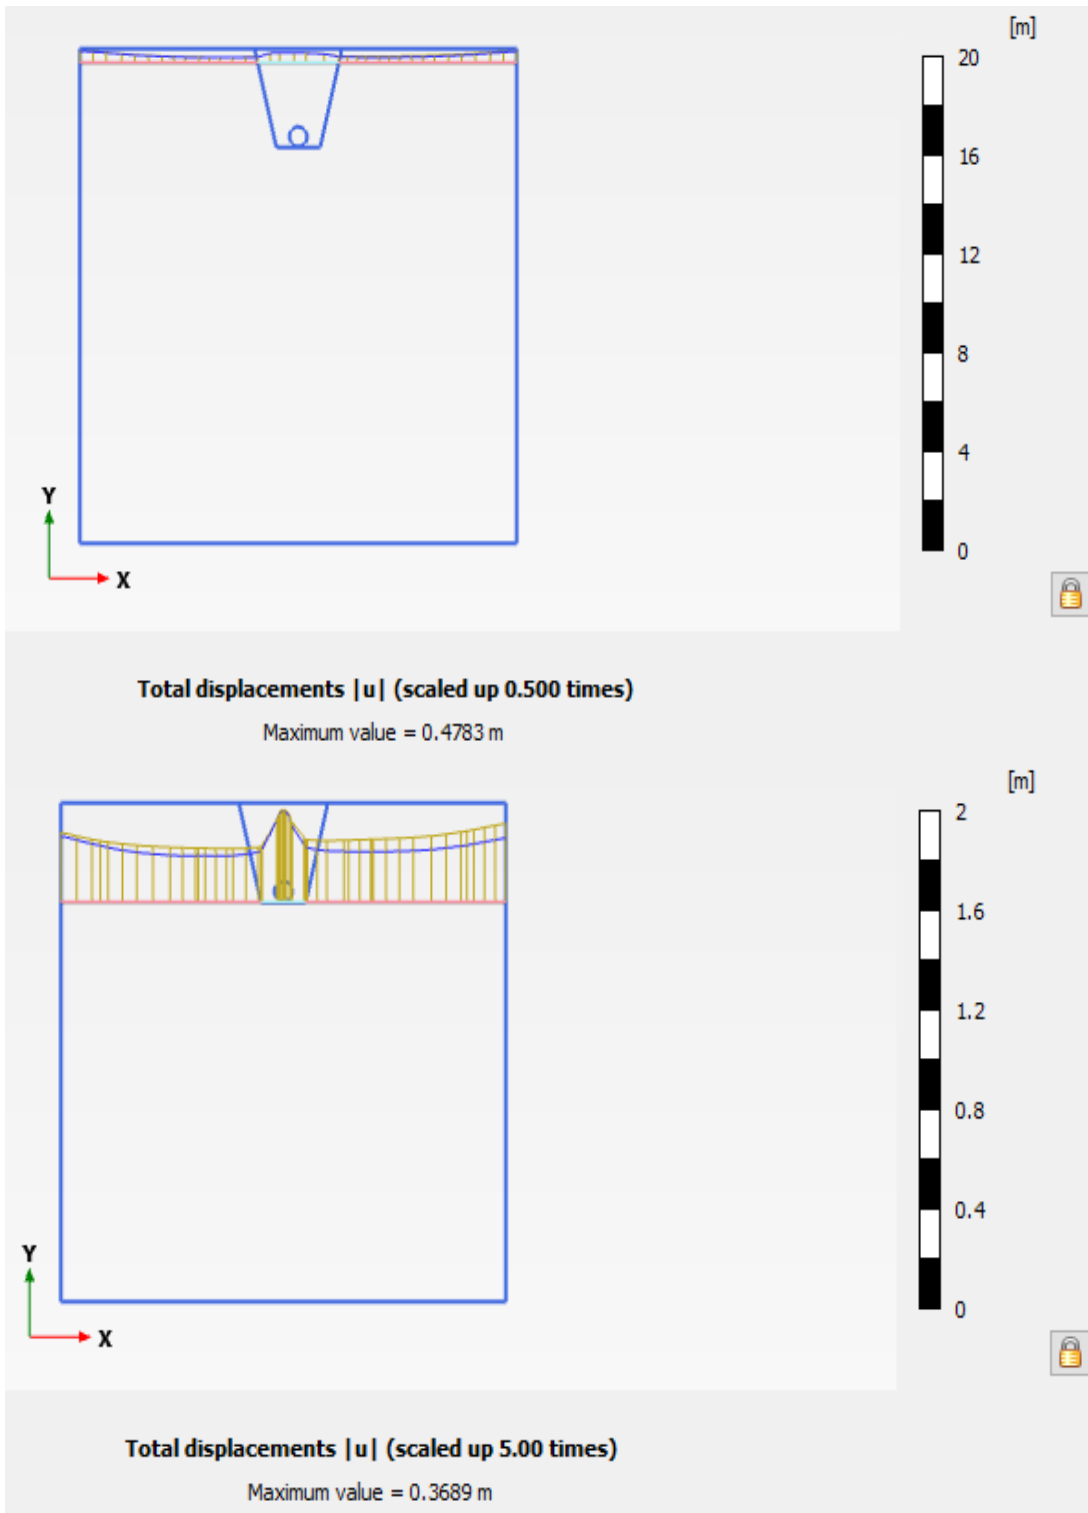 [m]
20
16
12
8
4
0
Y
X
Total displacements |u| (scaled up 0.500 times)
Maximum value = 0.4783 m
[m]
2
1.6
1.2
0.8
0.4
0
Y
X
Total displacements |u| (scaled up 5.00 times)
Maximum value = 0.3689 m